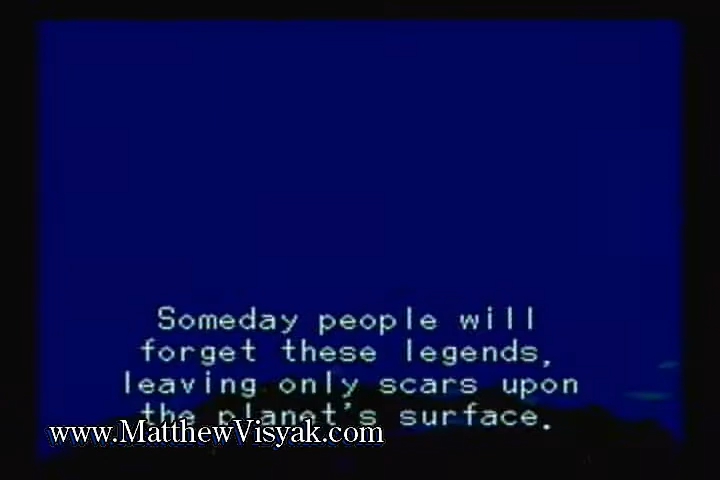 Someday people will
forget these legends,
leaving only scars upon
the planet's surface.
www.MatthewVisyak.com